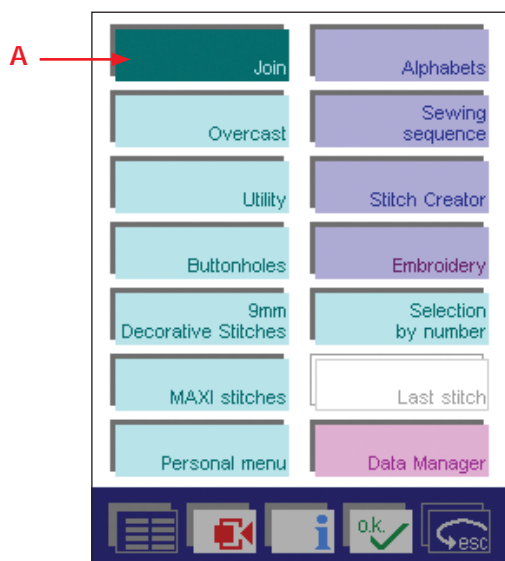 A
Join
Alphabets
Overcast
Sewing
sequence
Utility
Stitch Creator
Buttonholes
Embroidery
9mm
Decorative Stitches
Selection
by number
MAXI stitches
Last stitch
Personal menu
Data Manager
i
o.k.
esc